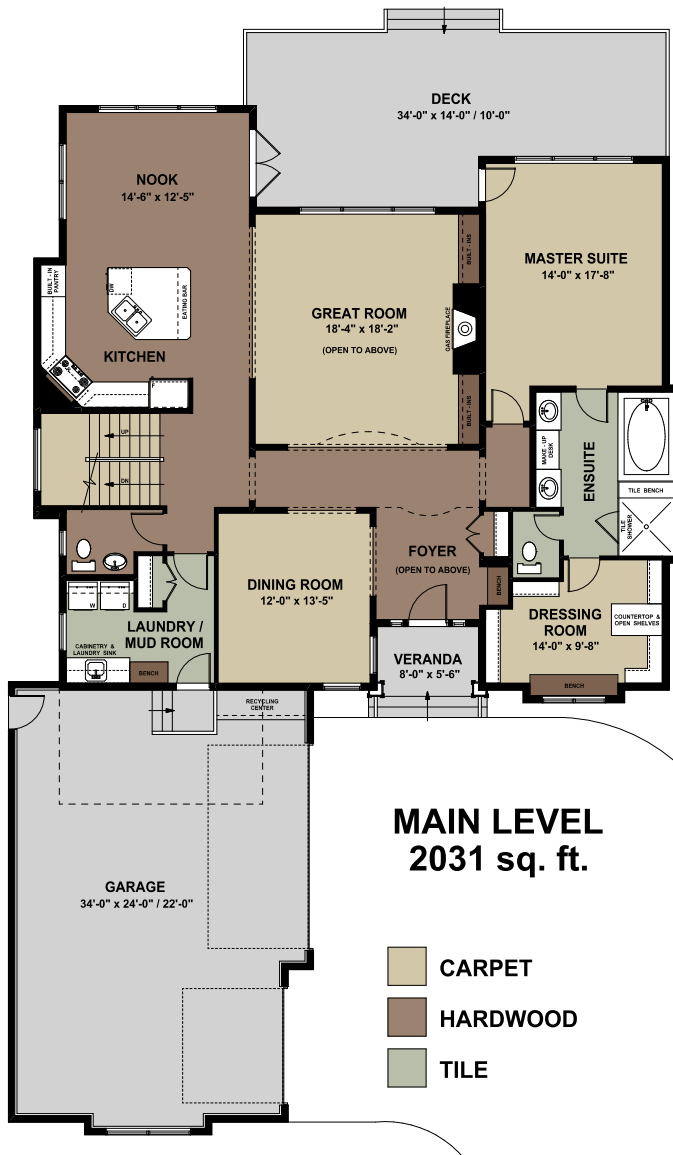 DECK
34'-0" x 14'-0" / 10'-0"
NOOK
14'-6" x 12'-5"
MASTER SUITE
14'-0" x 17'-8"
BUILT-INS
BUILT-IN
PANTRY
DW
EATING BAR
GREAT ROOM
18'-4" x 18'-2"
(OPEN TO ABOVE)
GAS FIREPLACE
KITCHEN
F
BUILT-INS
UP
DN
MAKE-UP
DESK
ENSUITE
TILE BENCH
TILE
SHOWER
FOYER
(OPEN TO ABOVE)
BENCH
DINING ROOM
12'-0" x 13'-5"
W
D
LAUNDRY /
MUD ROOM
CABINETRY &
LAUNDRY SINK
BENCH
DRESSING
ROOM
14'-0" x 9'-8"
COUNTERTOP &
OPEN SHELVES
BENCH
VERANDA
8'-0" x 5'-6"
RECYCLING
CENTER
MAIN LEVEL
2031 sq. ft.
GARAGE
34'-0" x 24'-0" / 22'-0"
CARPET
HARDWOOD
TILE